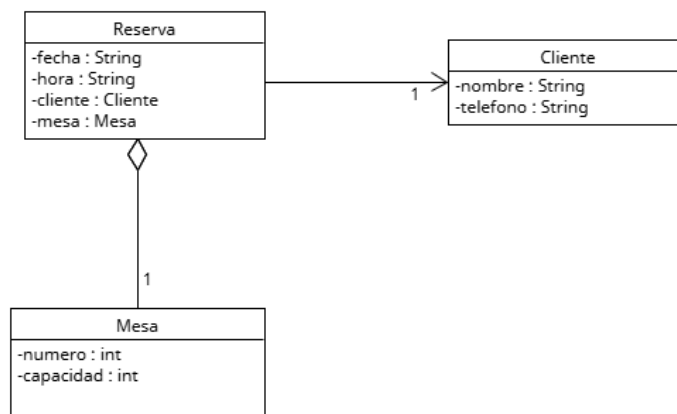 Reserva
-fecha : String
-hora : String
-cliente : Cliente
-mesa : Mesa
Cliente
-nombre : String
-telefono : String
1
1
Mesa
-numero : int
-capacidad : int